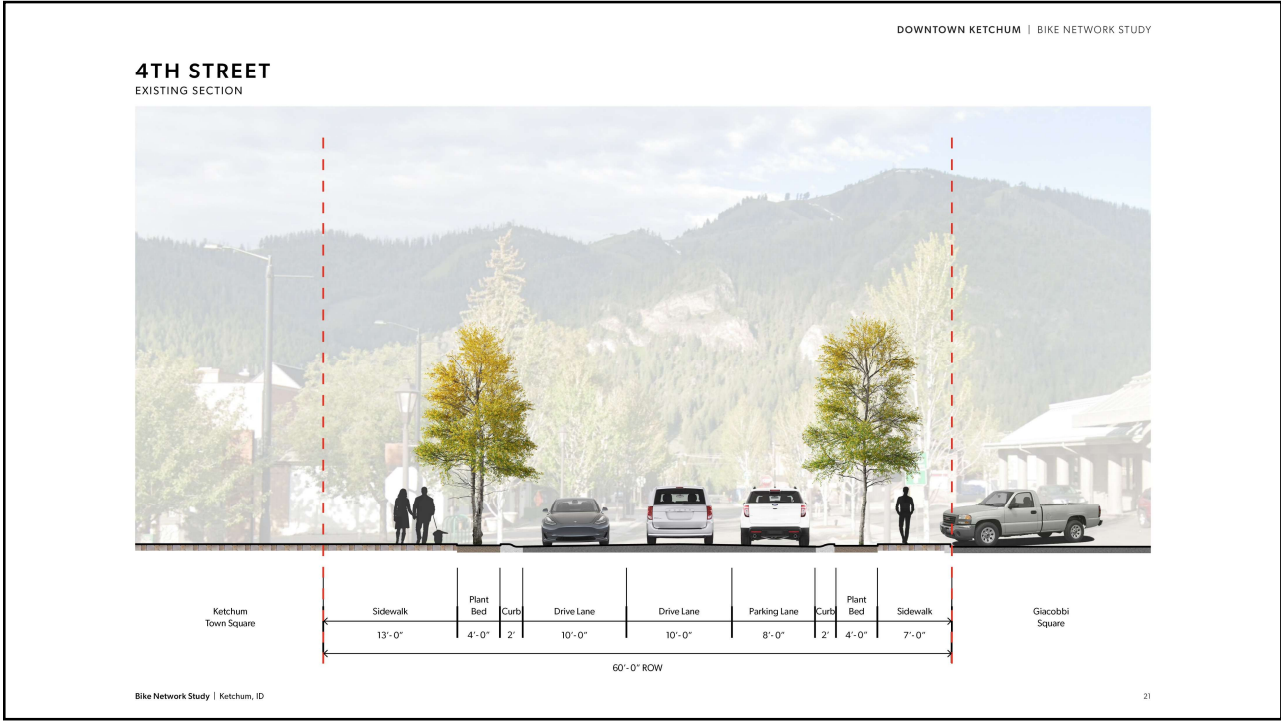 DOWNTOWN KETCHUM | BIKE NETWORK STUDY
4TH STREET
EXISTING SECTION
Ketchum
Town Square
Sidewalk
13'-0"
Plant
Bed
4'-0"
Curb
2'
Drive Lane
10'-0"
Drive Lane
10'-0"
Parking Lane
8'-0"
Curb
2'
Plant
Bed
4'-0"
Sidewalk
7'-0"
Giacobbi
Square
60'-0" ROW
Bike Network Study | Ketchum, ID
21